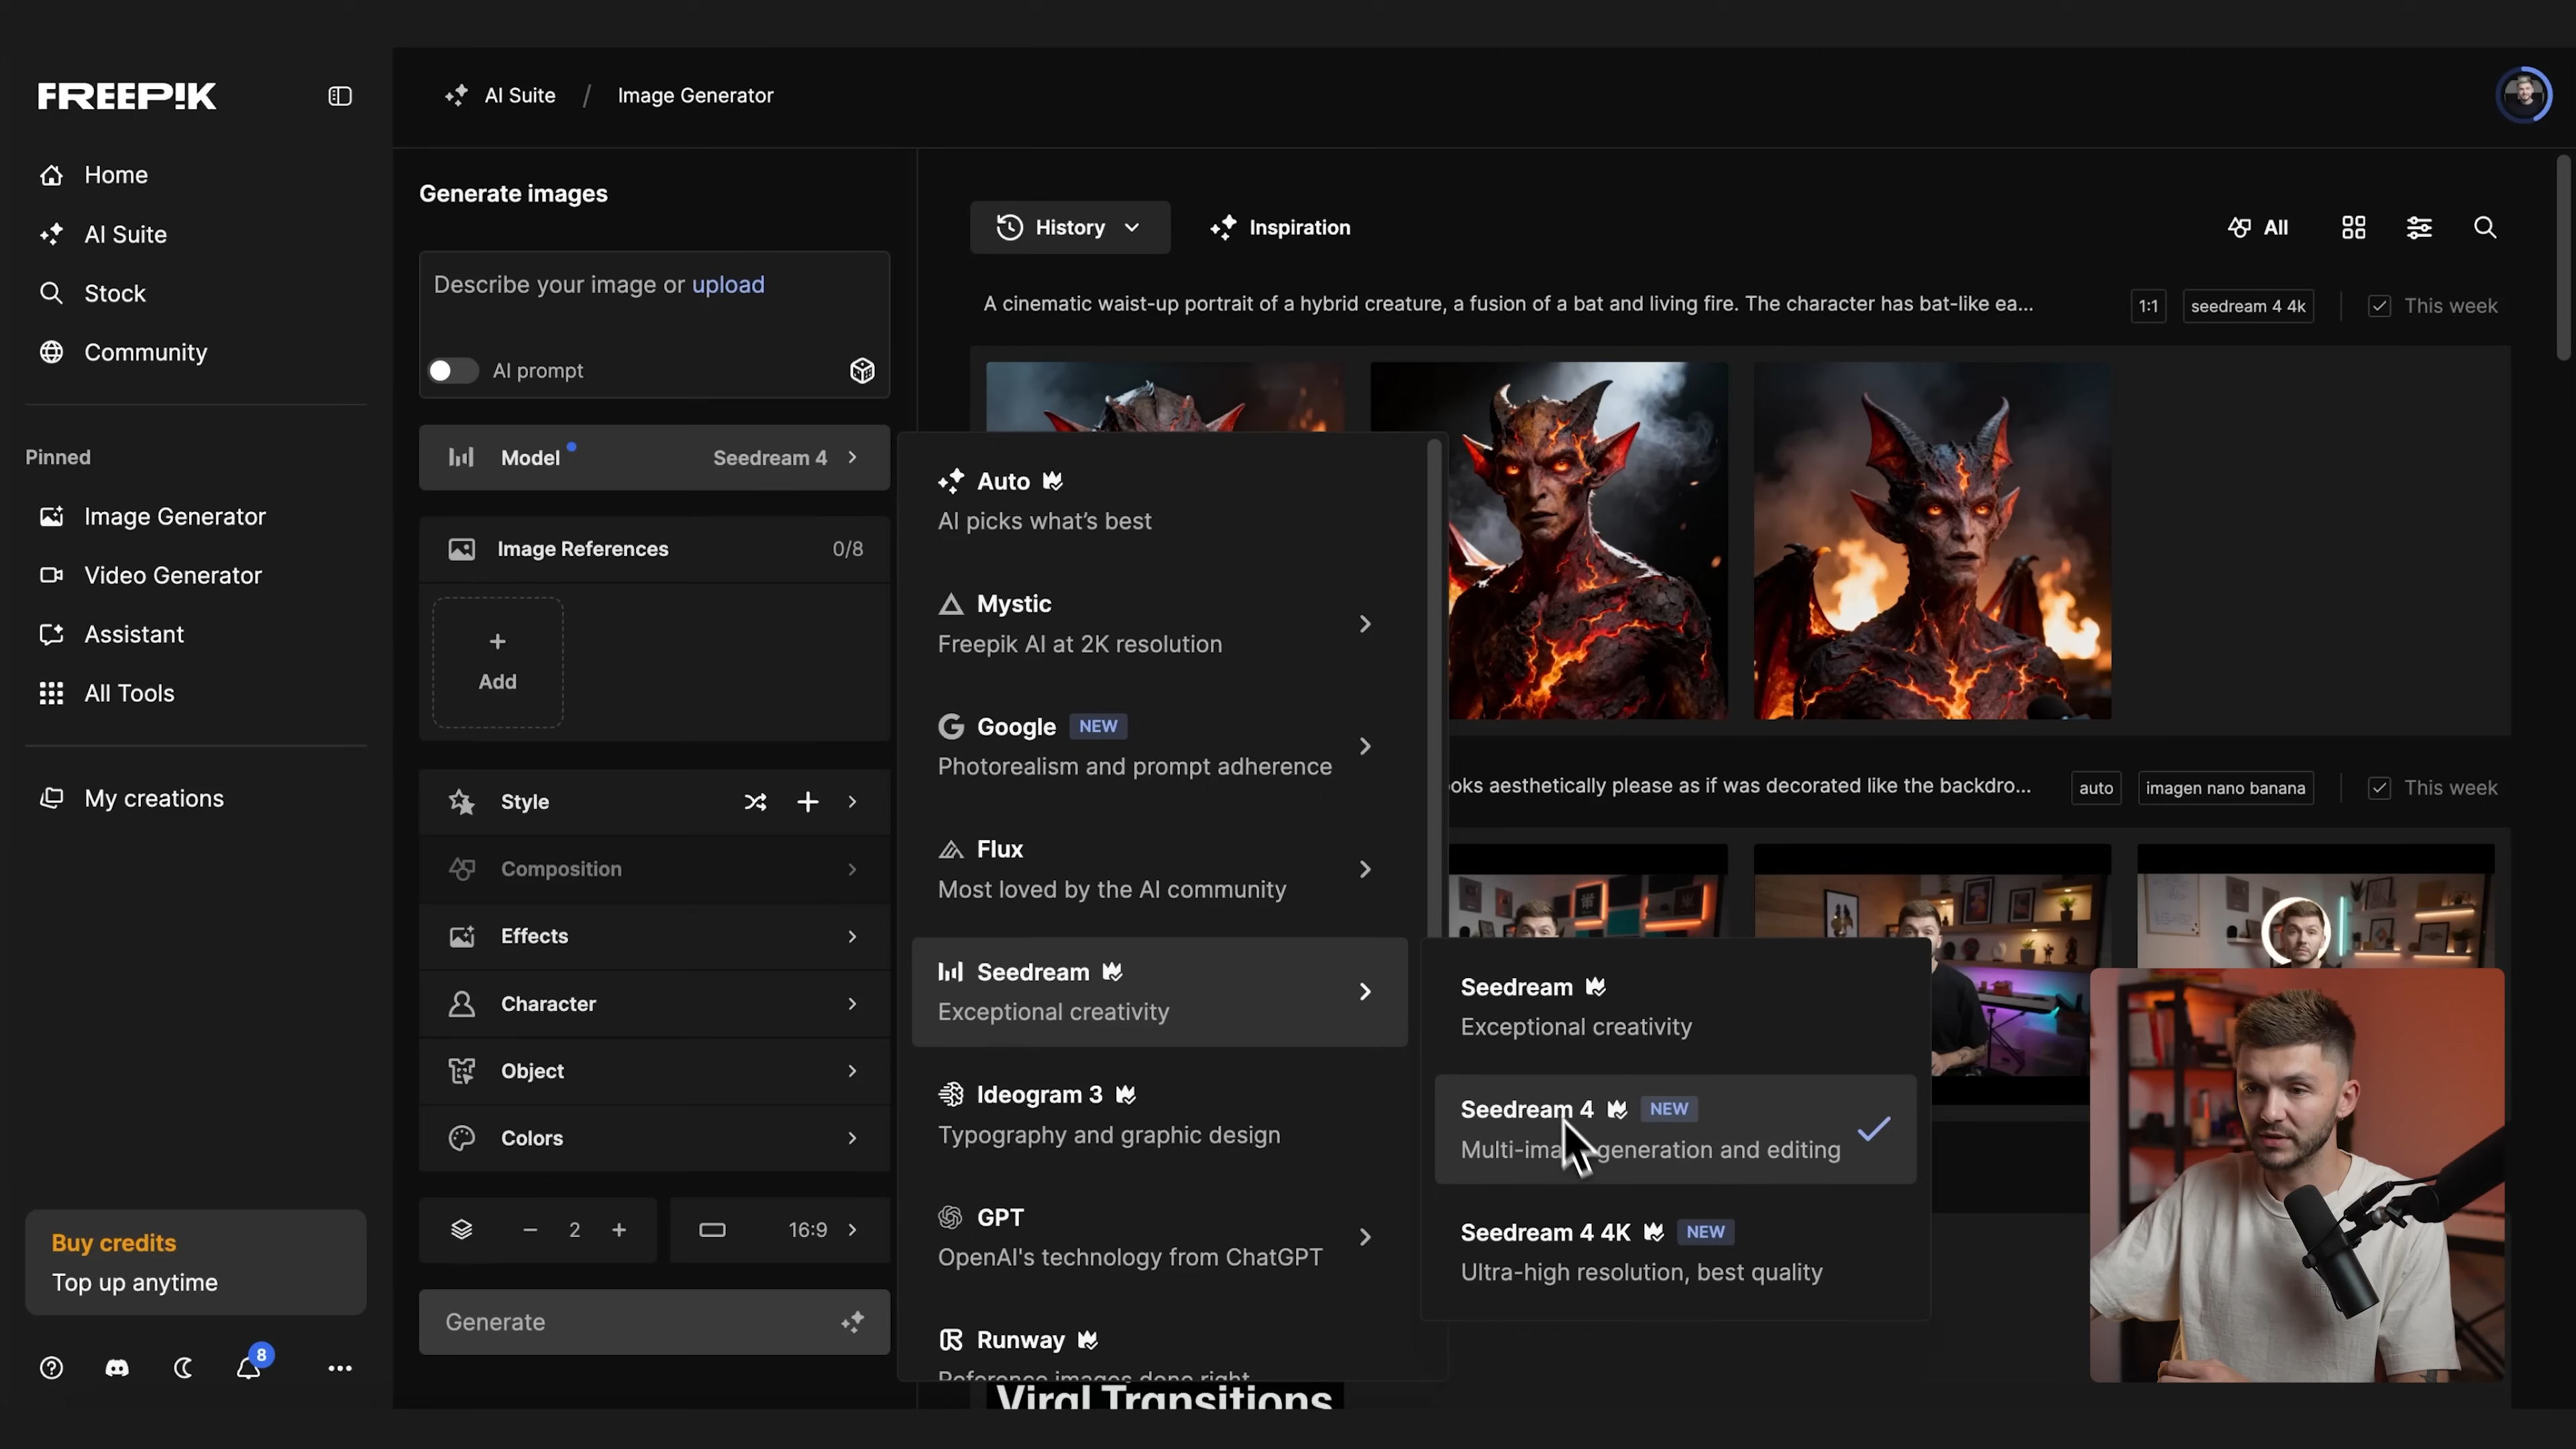 FREEP!K
Home
AI Suite
Stock
Community
Pinned
Image Generator
Video Generator
Assistant
All Tools
My creations
Buy credits
Top up anytime
8
AI Suite / Image Generator
Generate images
Describe your image or upload
AI prompt
Model Seedream 4
Image References 0/8
+
Add
Style
Composition
Effects
Character
Object
Colors
2
16:9
Generate
Auto
AI picks what's best
Mystic
Freepik AI at 2K resolution
Google NEW
Photorealism and prompt adherence
Flux
Most loved by the AI community
Seedream
Exceptional creativity
Ideogram 3
Typography and graphic design
GPT
OpenAI's technology from ChatGPT
Runway
Reference images done right
Seedream
Exceptional creativity
Seedream 4 NEW
Multi-ima generation and editing
Seedream 4 4K NEW
Ultra-high resolution, best quality
History Inspiration All
A cinematic waist-up portrait of a hybrid creature, a fusion of a bat and living fire. The character has bat-like ea... 1:1 seedream 4 4k This week
oks aesthetically please as if was decorated like the backdro... auto imagen nano banana This week
Viral Transitions